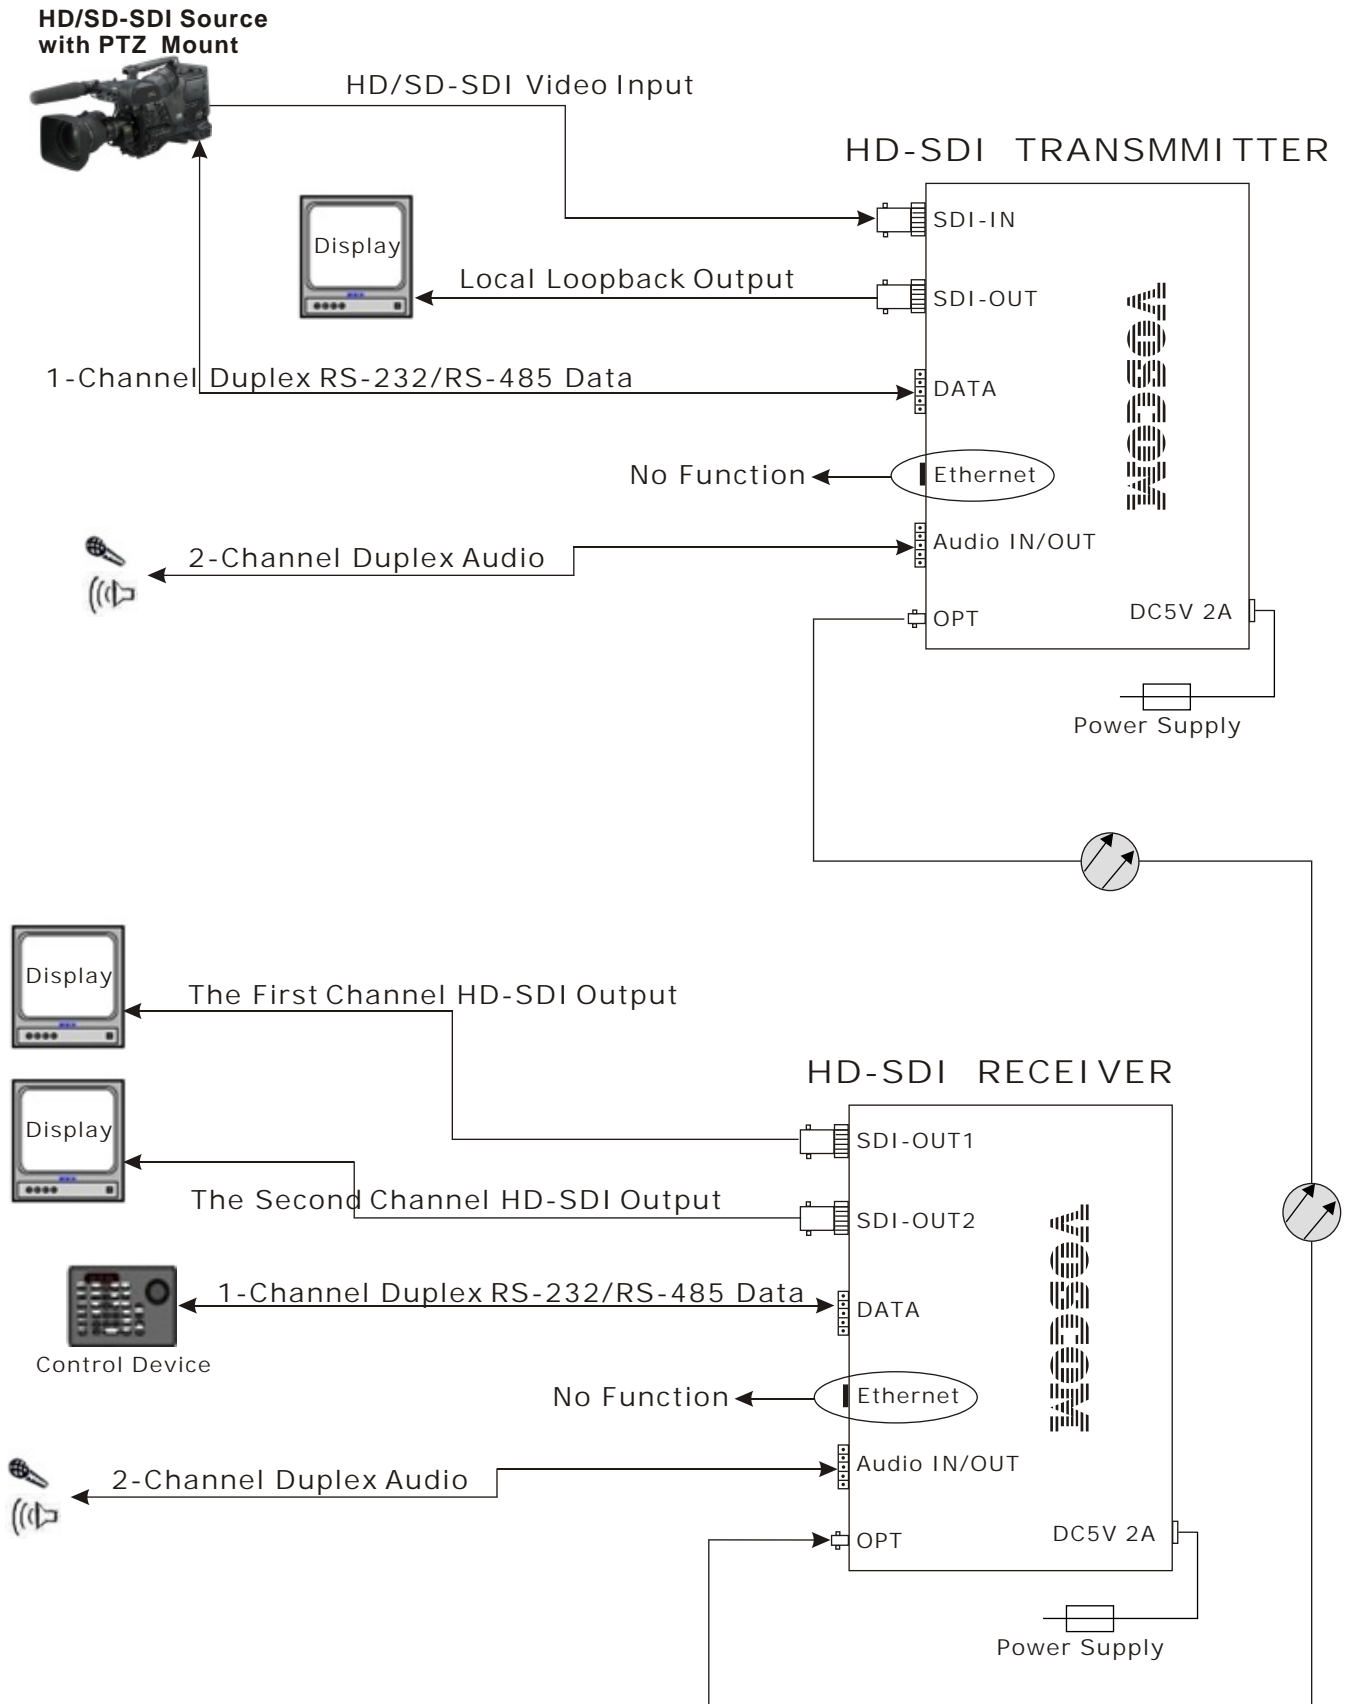 HD/SD-SDI Source
with PTZ Mount
HD/SD-SDI Video Input
HD-SDI TRANSMMITTER
SDI-IN
Display
Local Loopback Output
SDI-OUT
VOSCOM
1-Channel Duplex RS-232/RS-485 Data
DATA
No Function
Ethernet
2-Channel Duplex Audio
Audio IN/OUT
OPT
DC5V 2A
Power Supply
Display
The First Channel HD-SDI Output
HD-SDI RECEIVER
Display
SDI-OUT1
The Second Channel HD-SDI Output
SDI-OUT2
VOSCOM
1-Channel Duplex RS-232/RS-485 Data
DATA
Control Device
No Function
Ethernet
2-Channel Duplex Audio
Audio IN/OUT
OPT
DC5V 2A
Power Supply